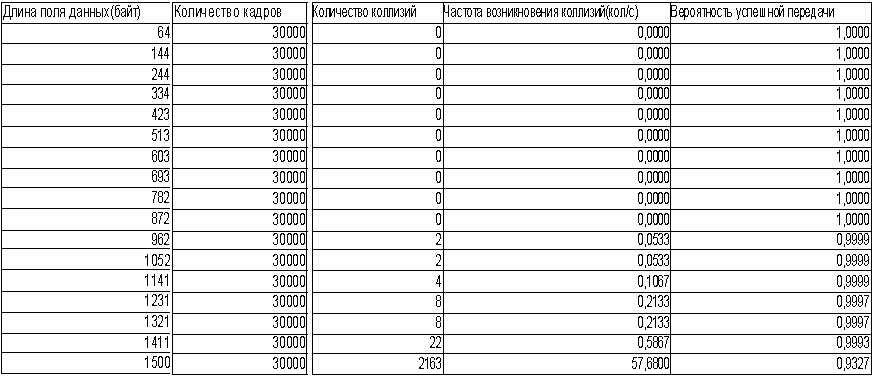 Длина поля данных(байт) Количество кадров Количество коллизий Частота возникновения коллизий(кол/с) Вероятность успешной передачи
64 30000 0 0,0000 1,0000
144 30000 0 0,0000 1,0000
244 30000 0 0,0000 1,0000
334 30000 0 0,0000 1,0000
423 30000 0 0,0000 1,0000
513 30000 0 0,0000 1,0000
603 30000 0 0,0000 1,0000
693 30000 0 0,0000 1,0000
782 30000 0 0,0000 1,0000
872 30000 0 0,0000 1,0000
962 30000 2 0,0533 0,9999
1052 30000 2 0,0533 0,9999
1141 30000 4 0,1067 0,9999
1231 30000 8 0,2133 0,9997
1321 30000 8 0,2133 0,9997
1411 30000 22 0,5867 0,9993
1500 30000 2163 57,6800 0,9327